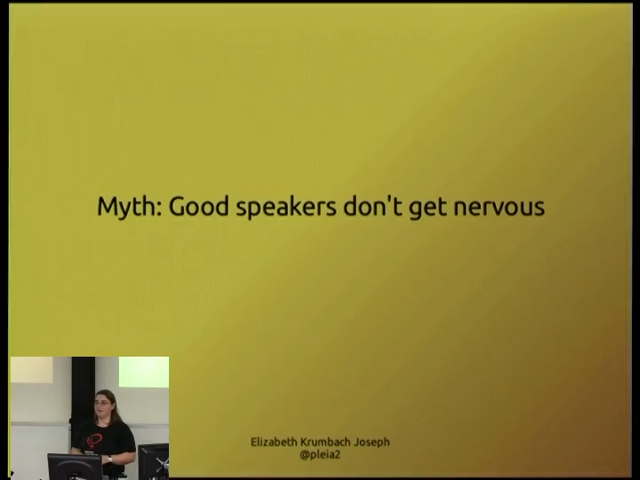 Myth: Good speakers don't get nervous
Elizabeth Krumbach Joseph
@pleia2